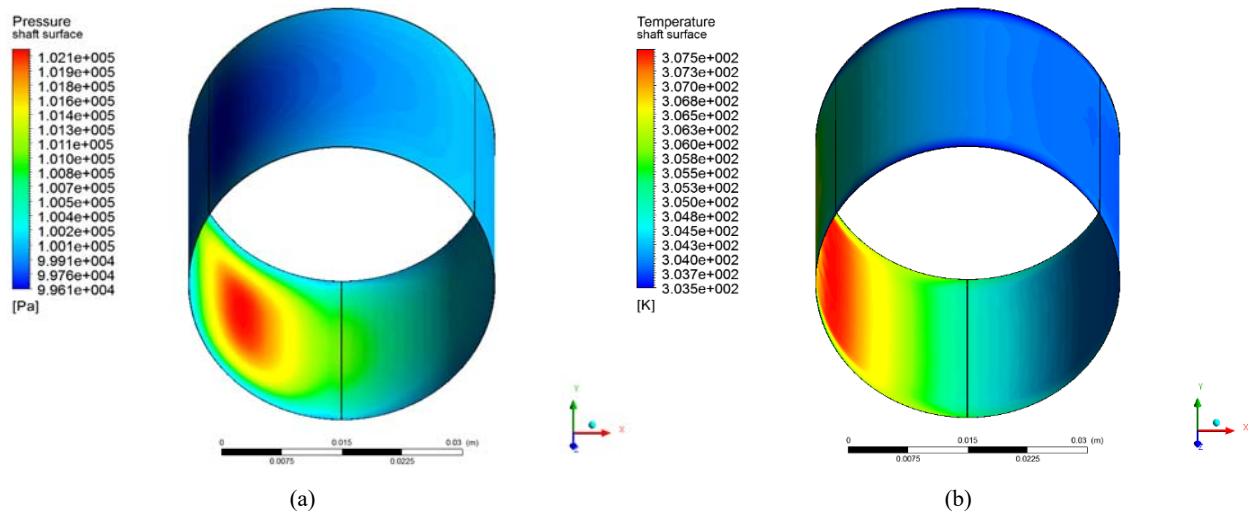 Pressure
shaft surface
1.021e+005
1.019e+005
1.018e+005
1.016e+005
1.014e+005
1.013e+005
1.011e+005
1.010e+005
1.008e+005
1.007e+005
1.005e+005
1.004e+005
1.002e+005
1.001e+005
9.991e+004
9.976e+004
9.961e+004
[Pa]
0 0.015 0.03 (m)
0.0075 0.0225
Y
X
Z
(a)
Temperature
shaft surface
3.075e+002
3.073e+002
3.070e+002
3.068e+002
3.065e+002
3.063e+002
3.060e+002
3.058e+002
3.055e+002
3.053e+002
3.050e+002
3.048e+002
3.045e+002
3.043e+002
3.040e+002
3.037e+002
3.035e+002
[K]
0 0.015 0.03 (m)
0.0075 0.0225
Y
X
Z
(b)